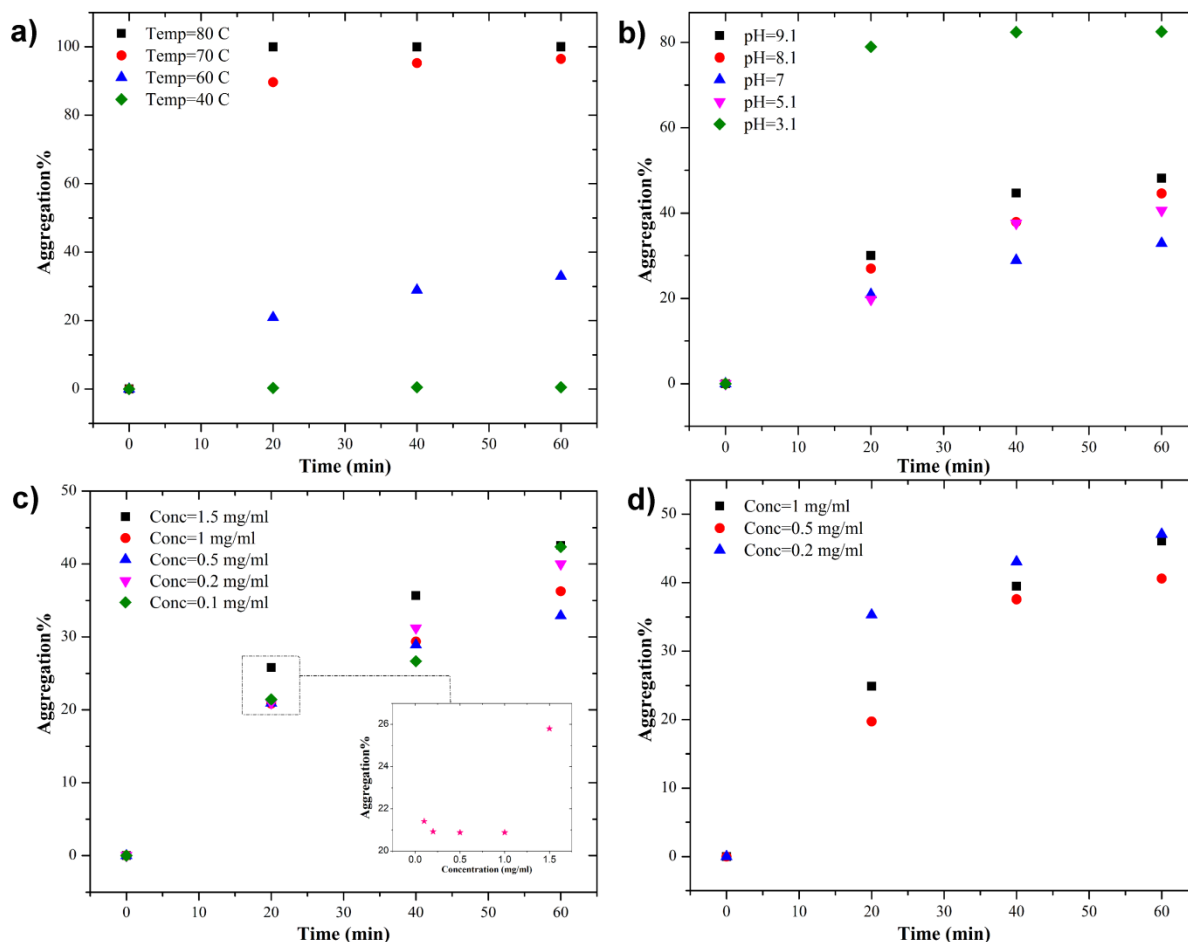 a)
Temp=80 C
Temp=70 C
Temp=60 C
Temp=40 C
100
80
60
40
20
0
Aggregation%
0 10 20 30 40 50 60
Time (min)
b)
pH=9.1
pH=8.1
pH=7
pH=5.1
pH=3.1
80
60
40
20
0
Aggregation%
0 10 20 30 40 50 60
Time (min)
c)
Conc=1.5 mg/ml
Conc=1 mg/ml
Conc=0.5 mg/ml
Conc=0.2 mg/ml
Conc=0.1 mg/ml
50
40
30
20
10
0
Aggregation%
26
24
22
20
Aggregation%
0.0 0.5 1.0 1.5
Concentration (mg/ml)
0 10 20 30 40 50 60
Time (min)
d)
Conc=1 mg/ml
Conc=0.5 mg/ml
Conc=0.2 mg/ml
50
40
30
20
10
0
Aggregation%
0 10 20 30 40 50 60
Time (min)